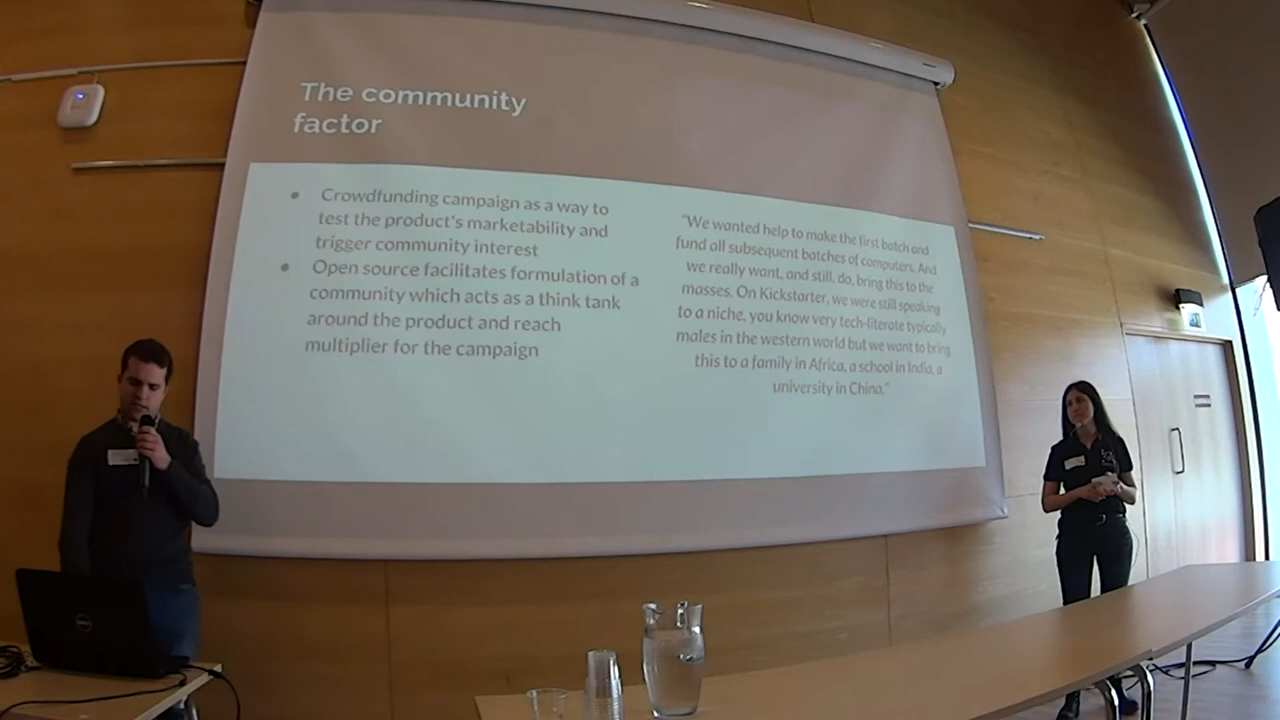 The community
factor
● Crowdfunding campaign as a way to
test the product's marketability and
trigger community interest
● Open source facilitates formulation of a
community which acts as a think tank
around the product and reach
multiplier for the campaign
"We wanted help to make the first batch and
fund all subsequent batches of computers. And
we really want, and still, do, bring this to the
masses. On Kickstarter, we were still speaking
to a niche, you know very tech-literate typically
males in the western world but we want to bring
this to a family in Africa, a school in India, a
university in China."
DELL